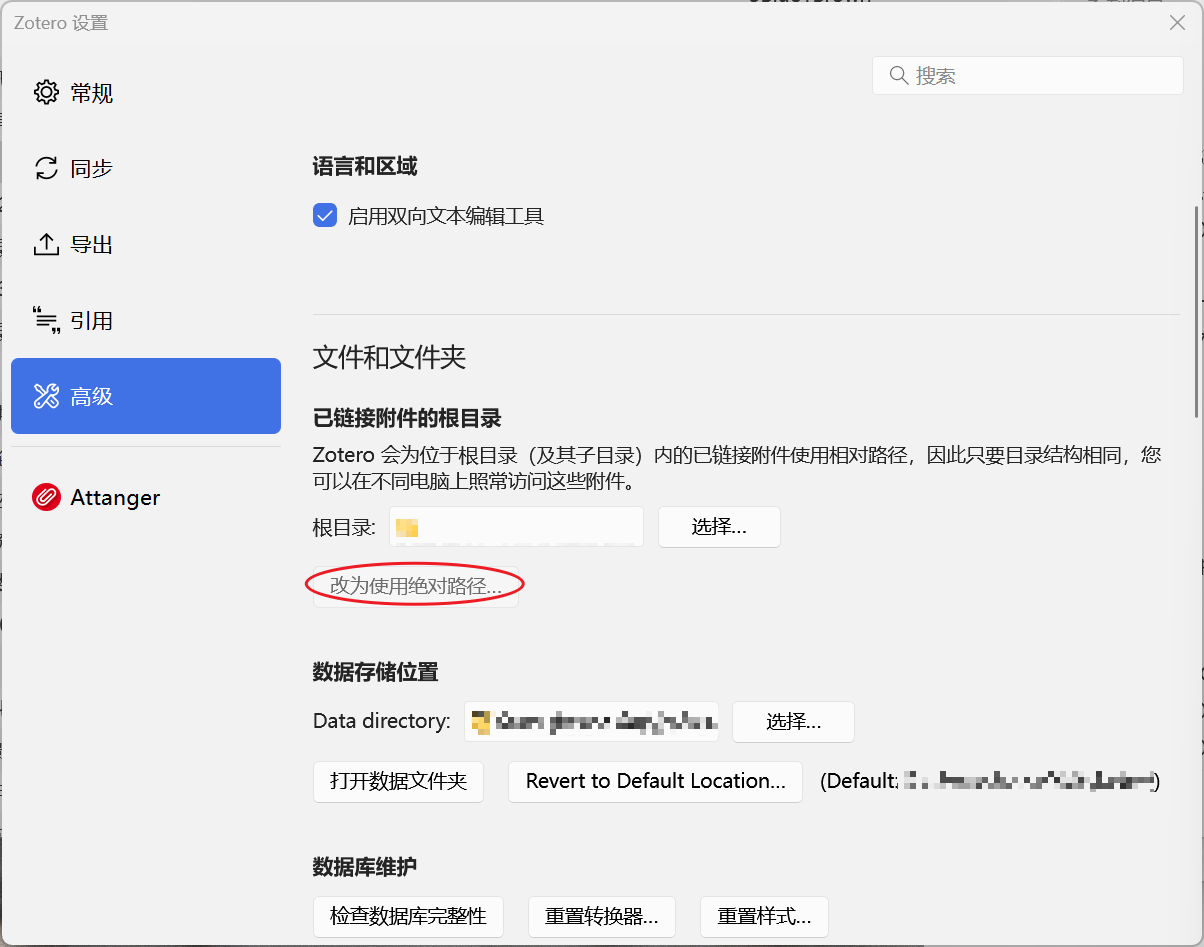 Zotero 设置
搜索
常规
同步
导出
引用
高级
Attanger
语言和区域
启用双向文本编辑工具
文件和文件夹
已链接附件的根目录
Zotero 会为位于根目录（及其子目录）内的已链接附件使用相对路径，因此只要目录结构相同，您
可以在不同电脑上照常访问这些附件。
根目录: 选择...
改为使用绝对路径...
数据存储位置
Data directory: 选择...
打开数据文件夹 Revert to Default Location... (Default: )
数据库维护
检查数据库完整性 重置转换器... 重置样式...